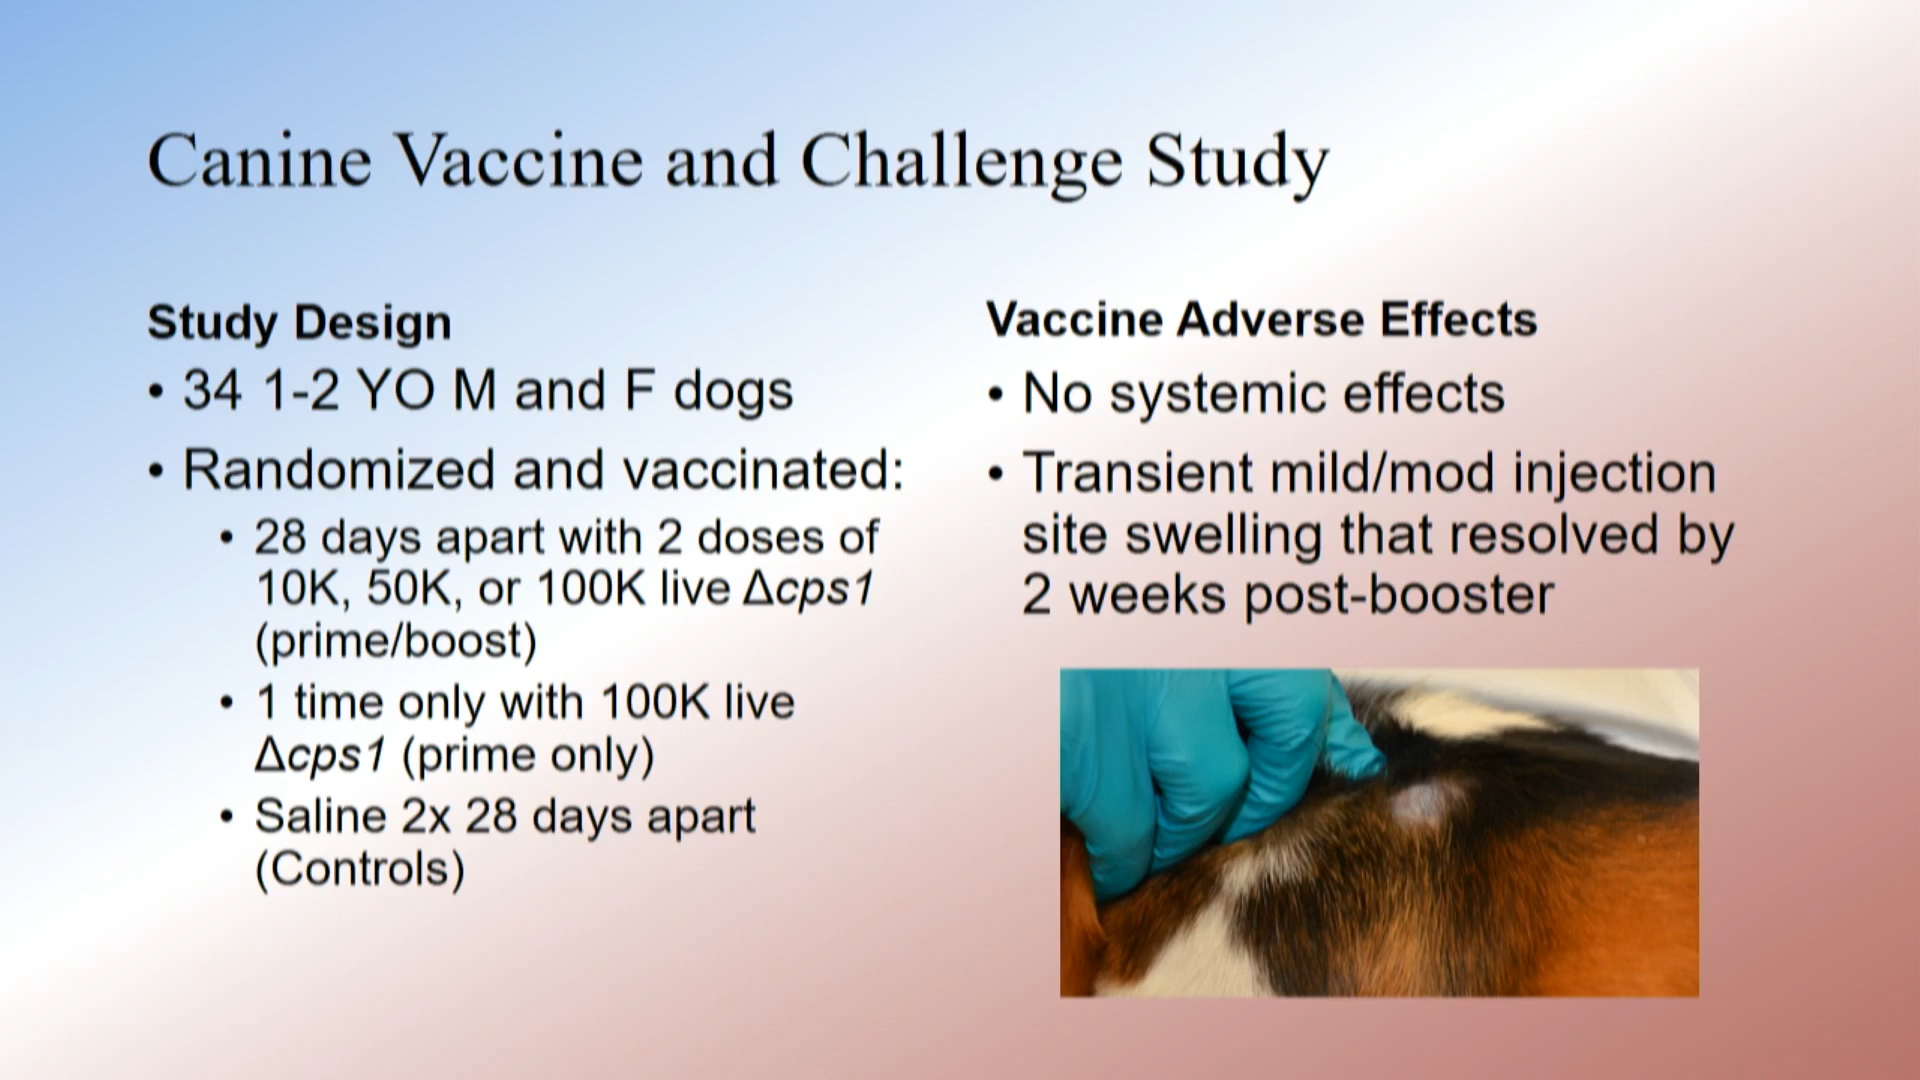 Canine Vaccine and Challenge Study
Study Design
• 34 1-2 YO M and F dogs
• Randomized and vaccinated:
• 28 days apart with 2 doses of
10K, 50K, or 100K live Δcps1
(prime/boost)
• 1 time only with 100K live
Δcps1 (prime only)
• Saline 2x 28 days apart
(Controls)
Vaccine Adverse Effects
• No systemic effects
• Transient mild/mod injection
site swelling that resolved by
2 weeks post-booster